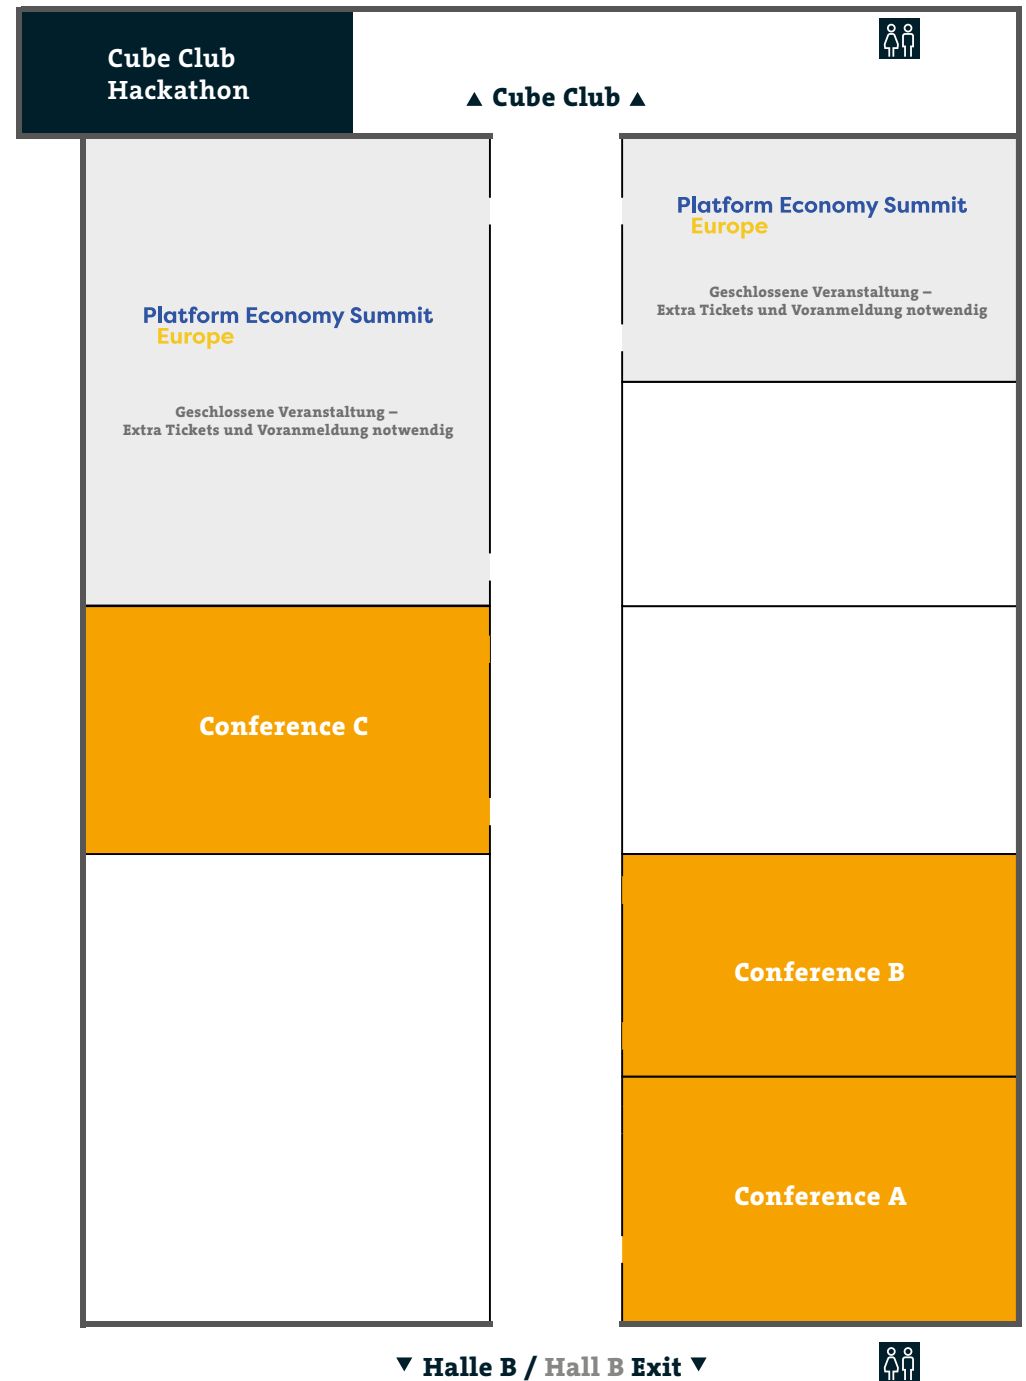 Cube Club
Hackathon
▲ Cube Club ▲
Platform Economy Summit
Europe
Geschlossene Veranstaltung –
Extra Tickets und Voranmeldung notwendig
Platform Economy Summit
Europe
Geschlossene Veranstaltung –
Extra Tickets und Voranmeldung notwendig
Conference C
Conference B
Conference A
▼ Halle B / Hall B Exit ▼